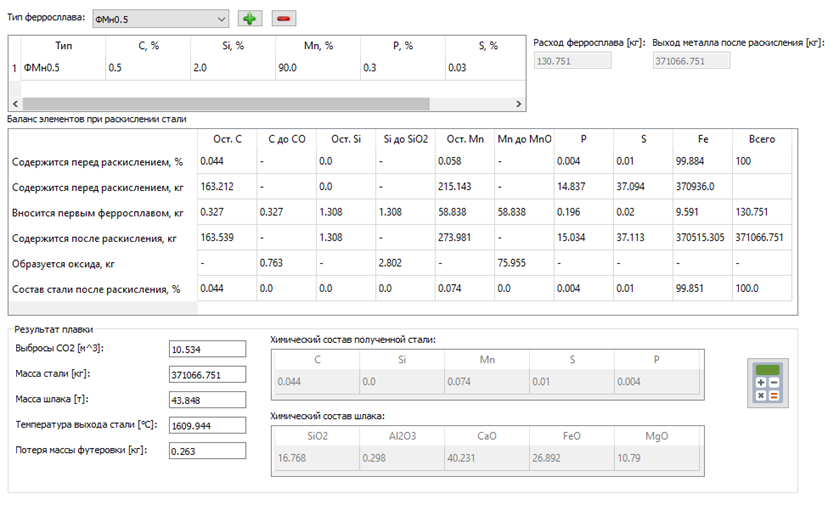 Тип ферросллава: ФМн0.5
Расход ферросплава [кг]: Выход металла после раскисления [кг]:
130.751 371066.751
Тип C, % Si, % Mn, % P, % S, %
1 ФМн0.5 0.5 2.0 90.0 0.3 0.03
Баланс элементов при раскислении стали
Ост. C C до CO Ост. Si Si до SiO2 Ост. Mn Mn до MnO P S Fe Всего
Содержится перед раскислением, % 0.044 - 0.0 - 0.058 - 0.004 0.01 99.884 100
Содержится перед раскислением, кг 163.212 - 0.0 - 215.143 - 14.837 37.094 370936.0
Вносится первым ферросплавом, кг 0.327 0.327 1.308 1.308 58.838 58.838 0.196 0.02 9.591 130.751
Содержится после раскисления, кг 163.539 - 1.308 - 273.981 - 15.034 37.113 370515.305 371066.751
Образуется оксида, кг - 0.763 - 2.802 - 75.955 - - - -
Состав стали после раскисления, % 0.044 0.0 0.0 0.0 0.074 0.0 0.004 0.01 99.851 100.0
Результат плавки
Выбросы CO2 [м^3]: 10.534
Масса стали [кг]: 371066.751
Масса шлака [т]: 43.848
Температура выхода стали [°C]: 1609.944
Потеря массы футеровки [кг]: 0.263
Химический состав полученной стали:
C Si Mn S P
0.044 0.0 0.074 0.01 0.004
Химический состав шлака:
SiO2 Al2O3 CaO FeO MgO
16.768 0.298 40.231 26.892 10.79